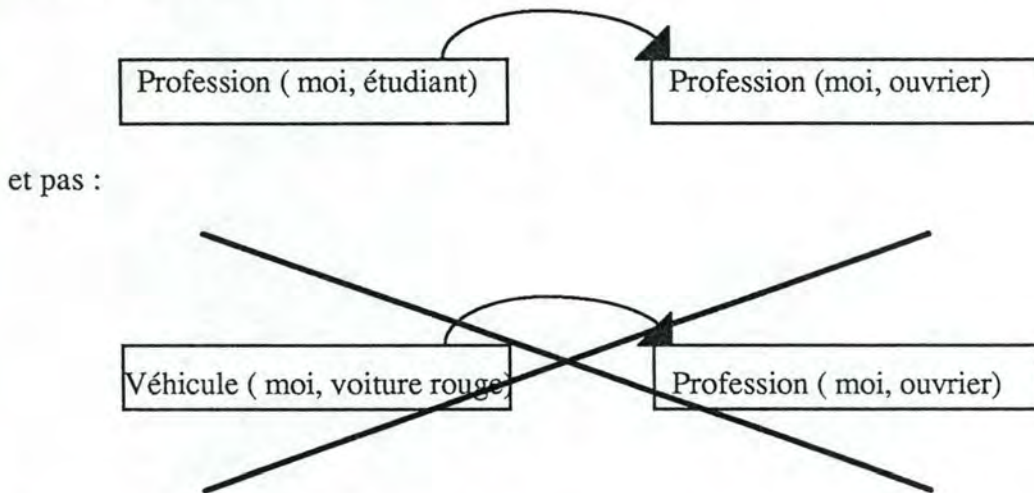 Profession ( moi, étudiant)
Profession (moi, ouvrier)
et pas :
Véhicule ( moi, voiture rouge)
Profession ( moi, ouvrier)